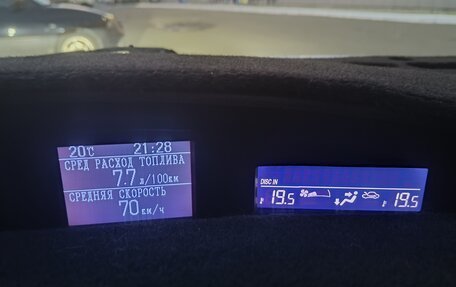 20°C 21:28
СРЕД РАСХОД ТОПЛИВА
7.7 л/100км
СРЕДНЯЯ СКОРОСТЬ
70 км/ч
DISC IN
19.5 19.5